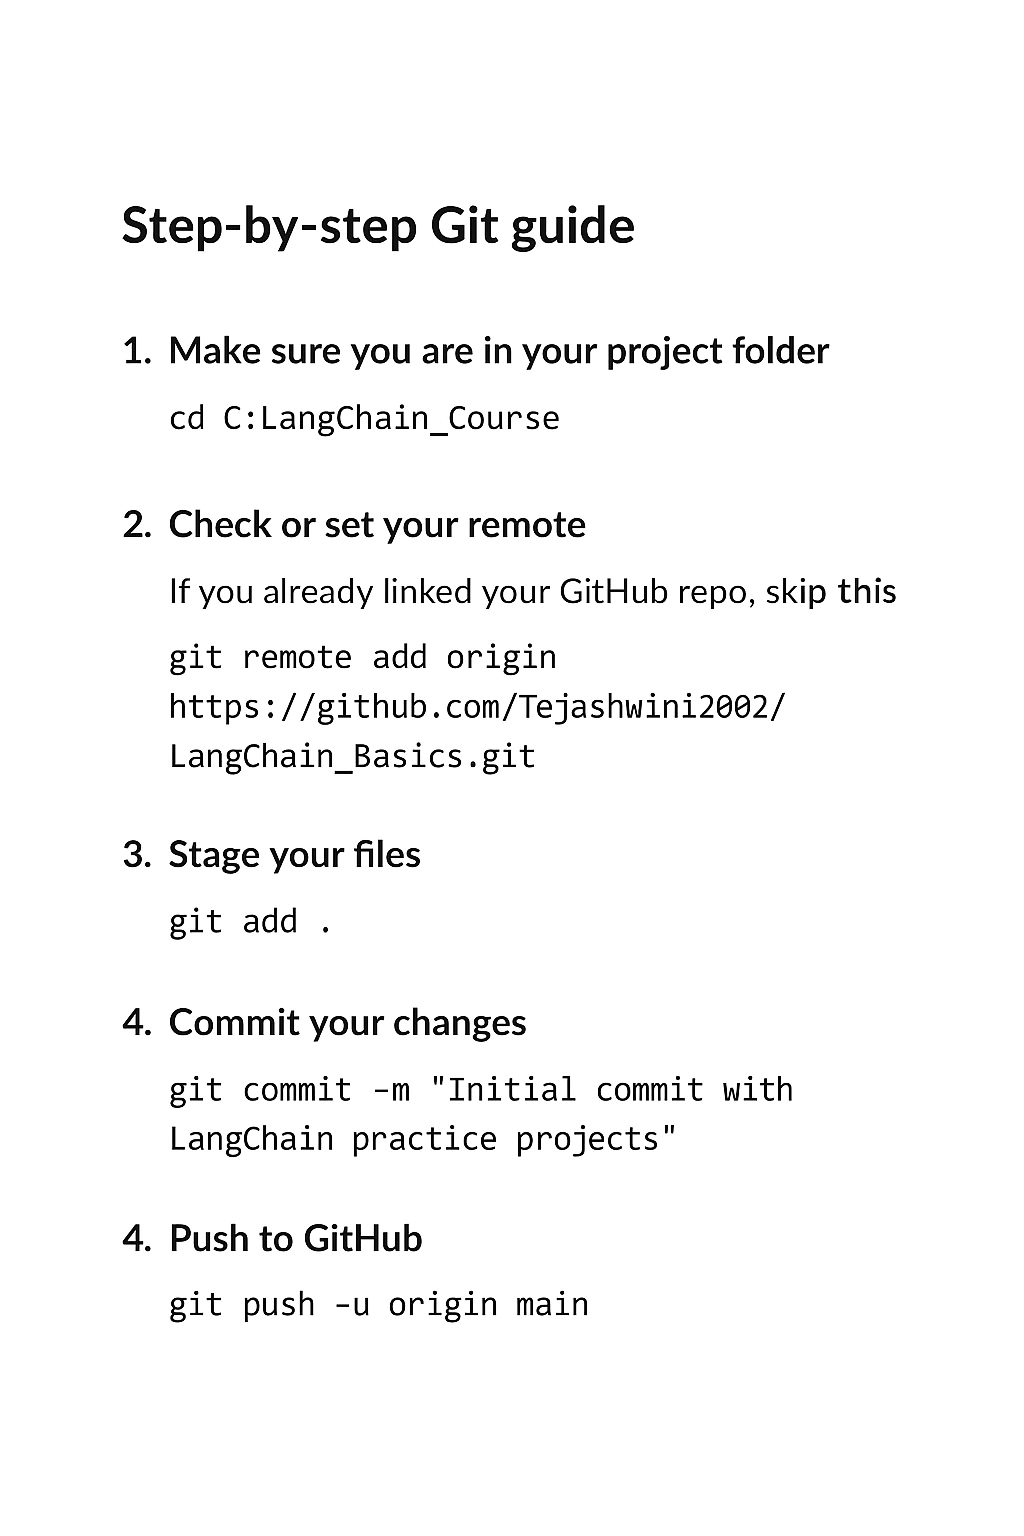 Step-by-step Git guide
1. Make sure you are in your project folder
cd C:LangChain_Course
2. Check or set your remote
If you already linked your GitHub repo, skip this
git remote add origin
https://github.com/Tejashwini2002/
LangChain_Basics.git
3. Stage your files
git add .
4. Commit your changes
git commit –m "Initial commit with
LangChain practice projects"
4. Push to GitHub
git push –u origin main